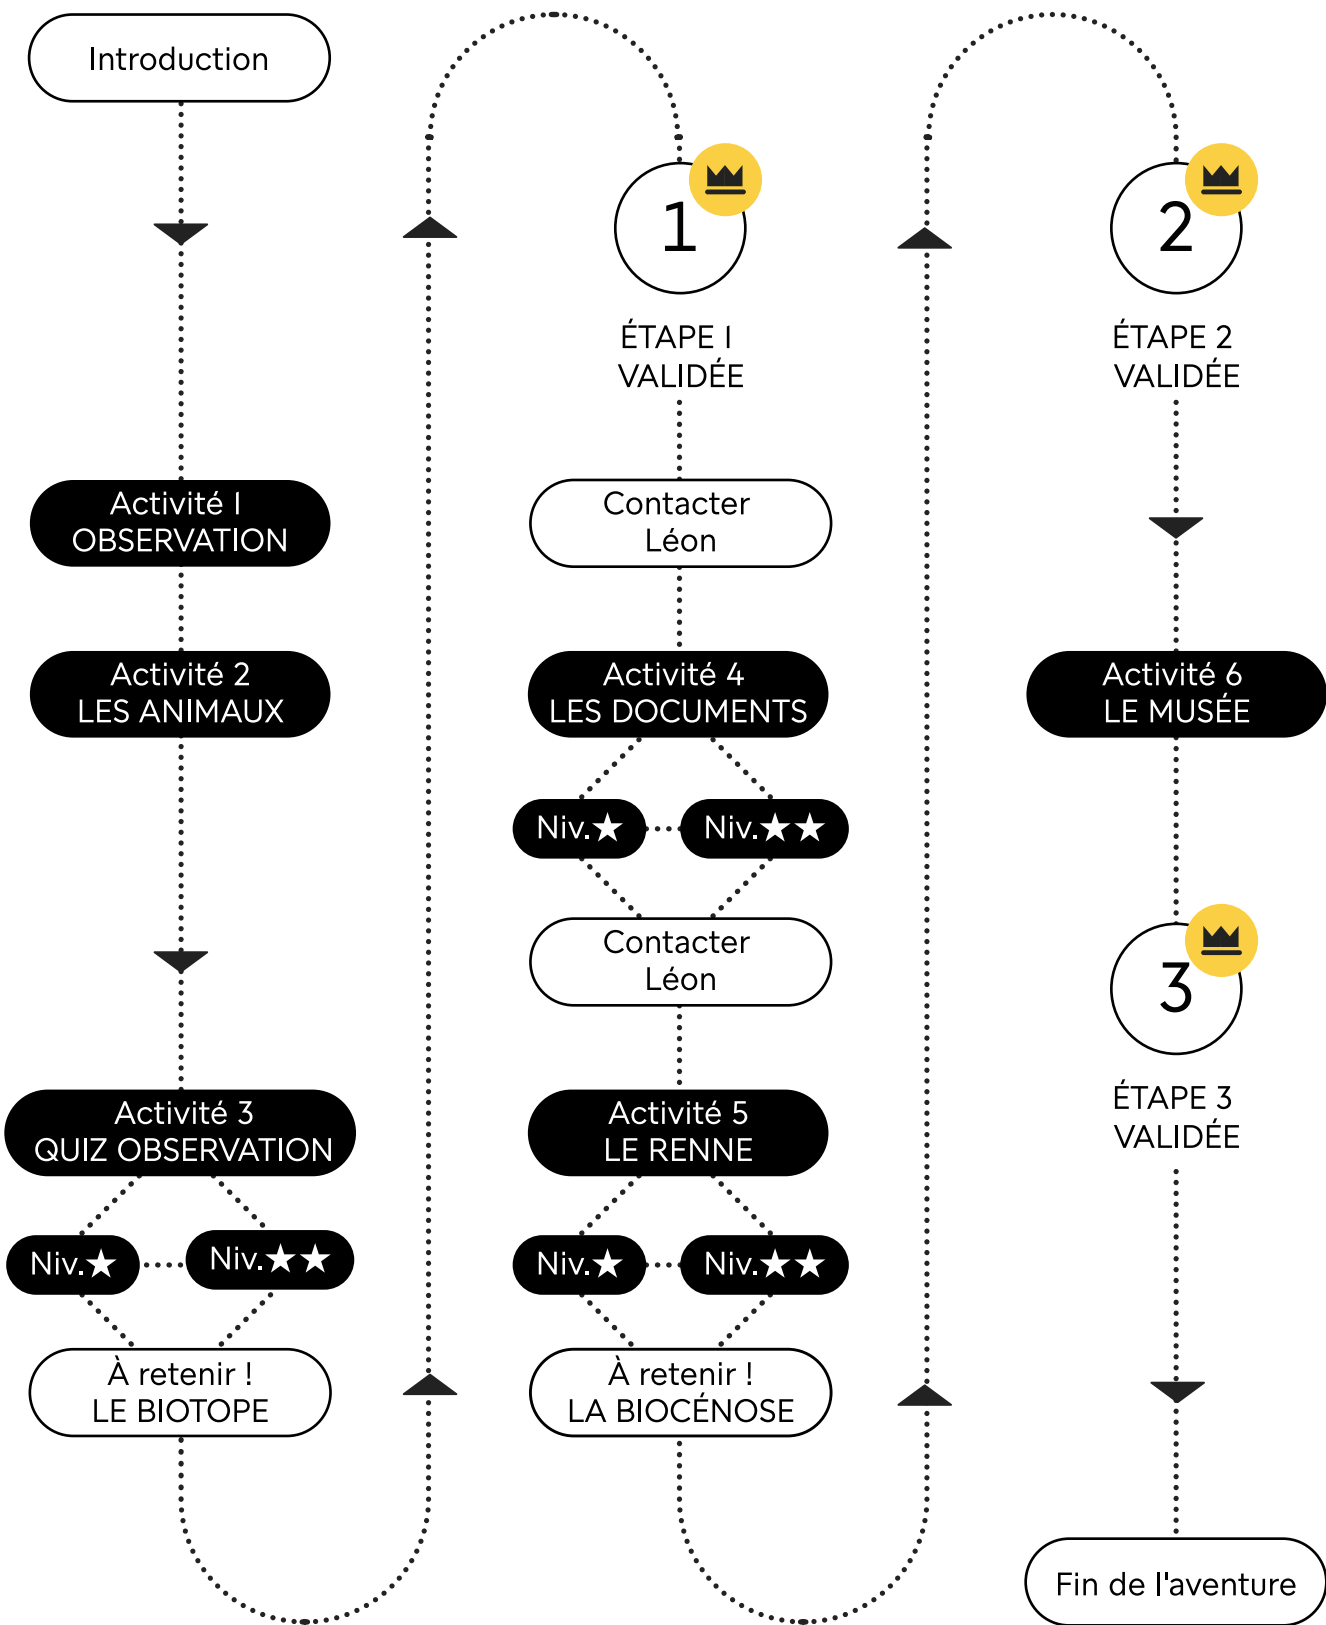 Introduction
Activité 1
OBSERVATION
Activité 2
LES ANIMAUX
Activité 3
QUIZ OBSERVATION
Niv.★
Niv.★★
À retenir !
LE BIOTOPE
1
ÉTAPE 1
VALIDÉE
Contacter
Léon
Activité 4
LES DOCUMENTS
Niv.★
Niv.★★
Contacter
Léon
Activité 5
LE RENNE
Niv.★
Niv.★★
À retenir !
LA BIOCÉNOSE
2
ÉTAPE 2
VALIDÉE
Activité 6
LE MUSÉE
3
ÉTAPE 3
VALIDÉE
Fin de l'aventure